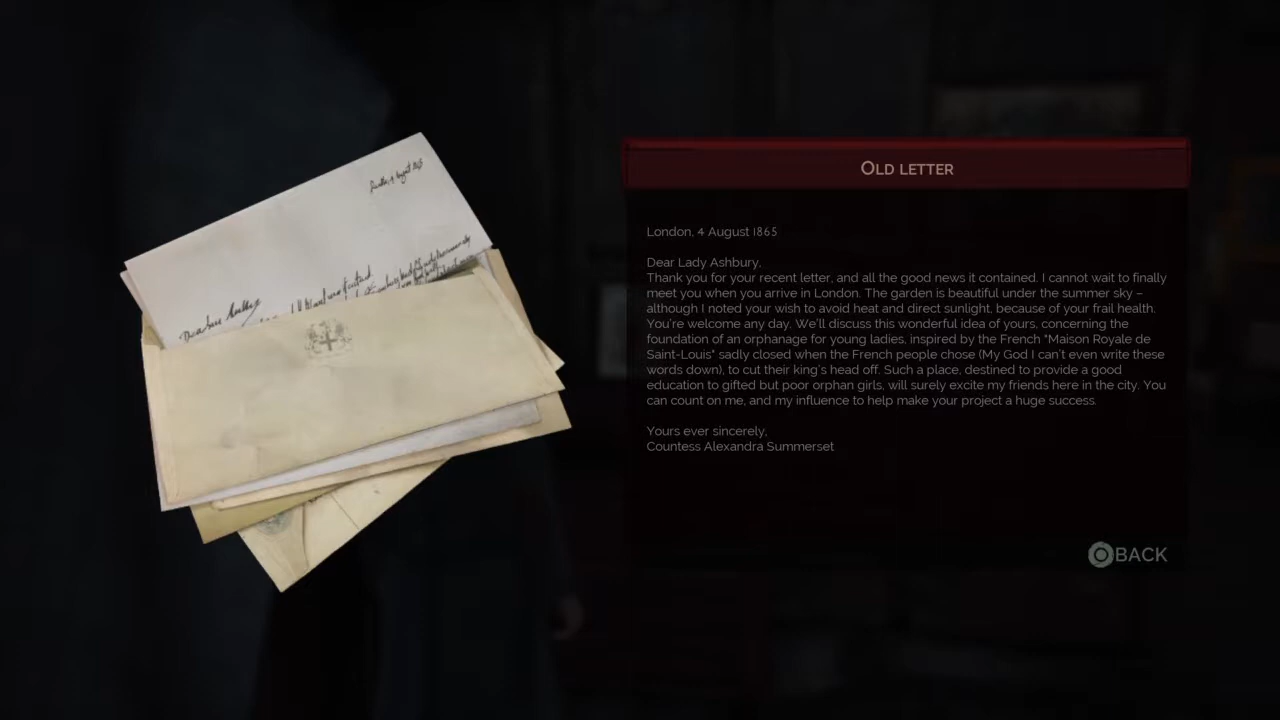 OLD LETTER
London, 4 August 1865
Dear Lady Ashbury,
Thank you for your recent letter, and all the good news it contained. I cannot wait to finally
meet you when you arrive in London. The garden is beautiful under the summer sky –
although I noted your wish to avoid heat and direct sunlight, because of your frail health.
You're welcome any day. We'll discuss this wonderful idea of yours, concerning the
foundation of an orphanage for young ladies, inspired by the French "Maison Royale de
Saint-Louis" sadly closed when the French people chose (My God I can't even write these
words down), to cut their king's head off. Such a place, destined to provide a good
education to gifted but poor orphan girls, will surely excite my friends here in the city. You
can count on me, and my influence to help make your project a huge success.
Yours ever sincerely,
Countess Alexandra Summerset
BACK